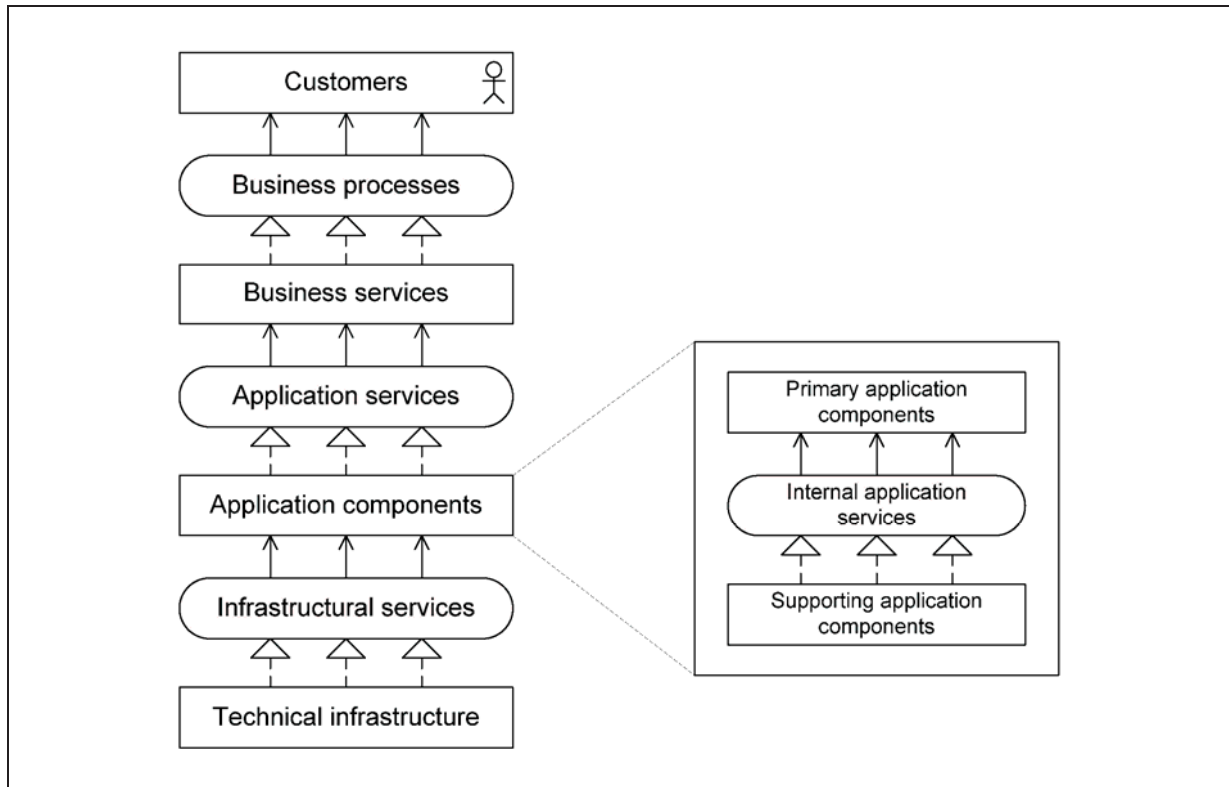 Customers
Business processes
Business services
Application services
Application components
Infrastructural services
Technical infrastructure
Primary application
components
Internal application
services
Supporting application
components